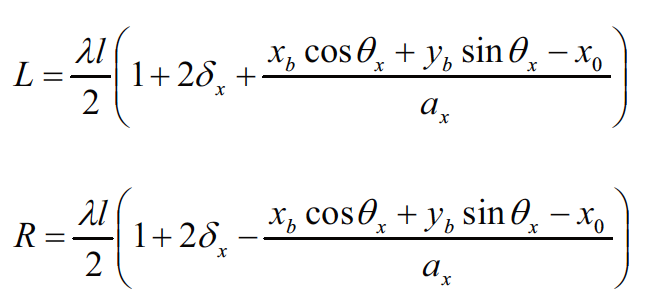 L = \frac{\lambda l}{2} \left( 1 + 2\delta_x + \frac{x_b \cos\theta_x + y_b \sin\theta_x - x_0}{a_x} \right)
R = \frac{\lambda l}{2} \left( 1 + 2\delta_x - \frac{x_b \cos\theta_x + y_b \sin\theta_x - x_0}{a_x} \right)